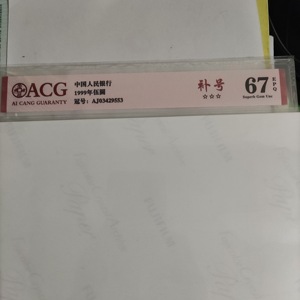 ACG
AI CANG GUARANTY
中国人民银行
1999年伍圆
冠号: AJ03429553
补号
☆☆☆
67
EPQ
Superb Gem Unc